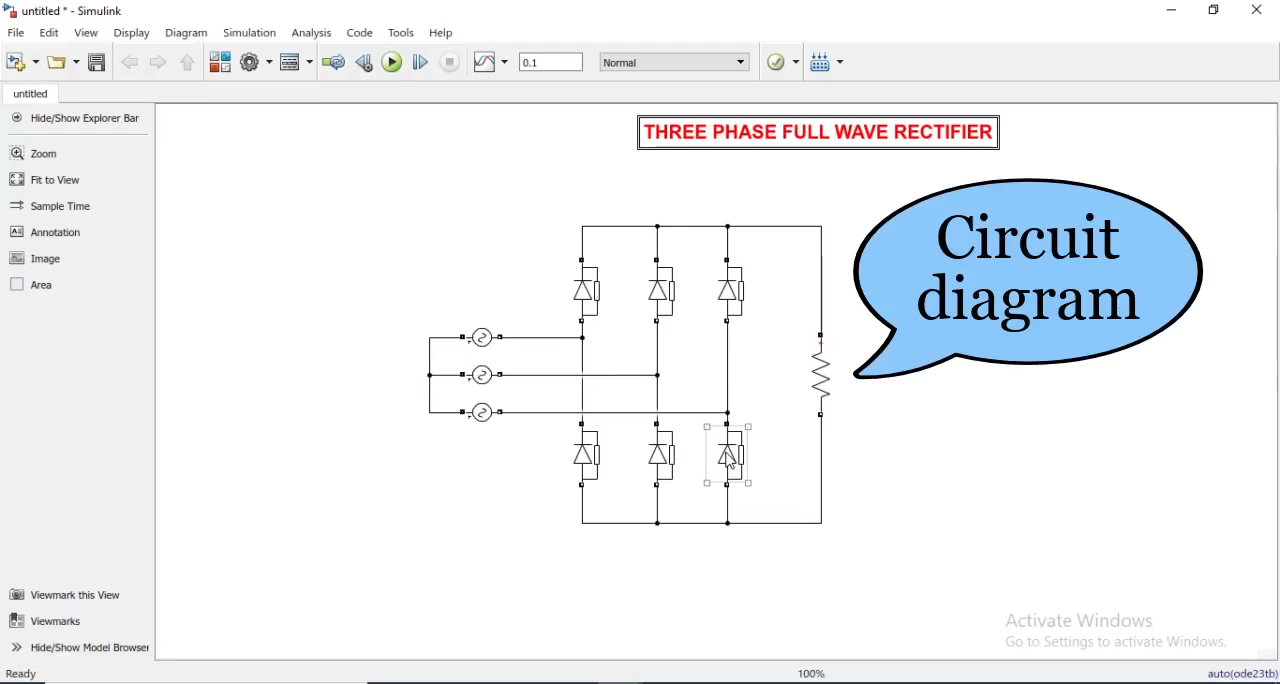 untitled * - Simulink
File Edit View Display Diagram Simulation Analysis Code Tools Help
0.1 Normal
untitled
Hide/Show Explorer Bar
Zoom
Fit to View
Sample Time
Annotation
Image
Area
THREE PHASE FULL WAVE RECTIFIER
Circuit
diagram
Viewmark this View
Viewmarks
Hide/Show Model Browser
Activate Windows
Go to Settings to activate Windows.
Ready 100% auto(ode23tb)